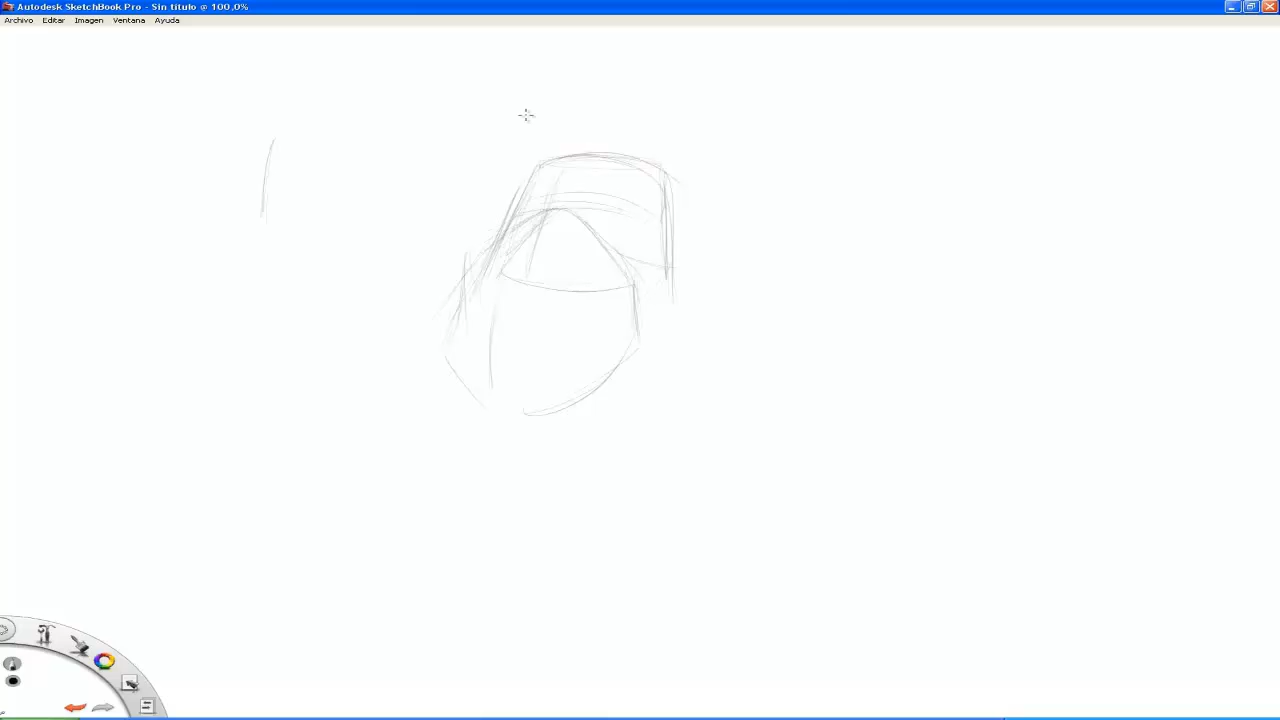 Autodesk SketchBook Pro - Sin título @ 100,0%
Archivo Editar Imagen Ventana Ayuda